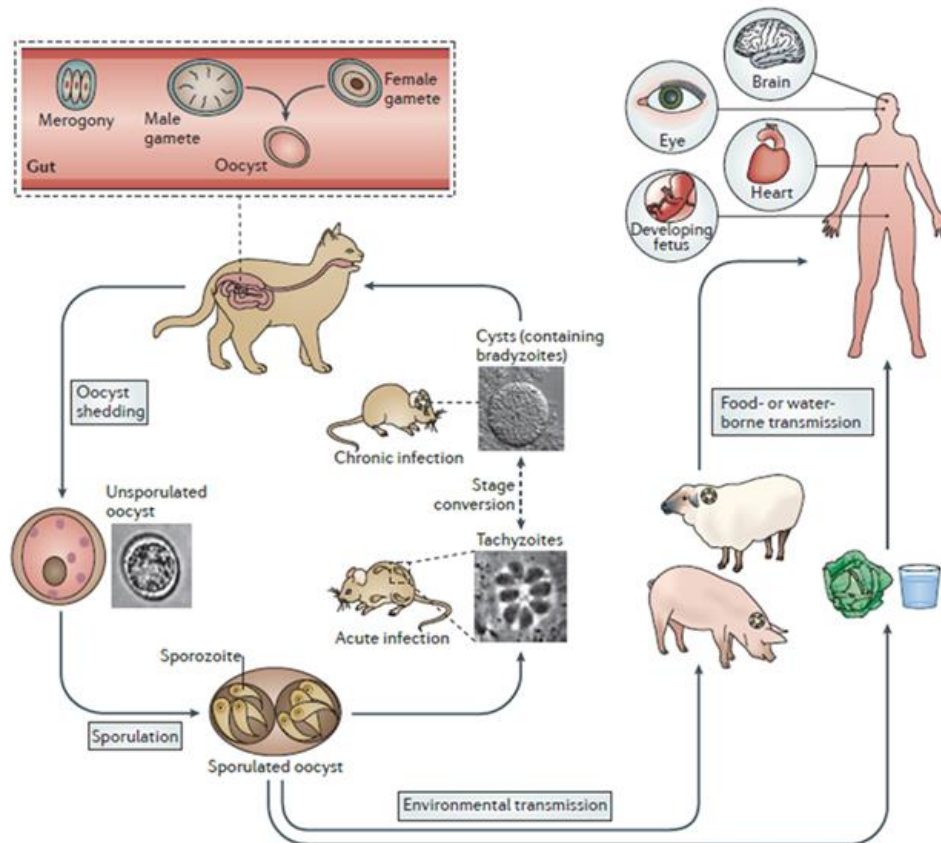 Merogony
Male
gamete
Female
gamete
Oocyst
Gut
Brain
Eye
Heart
Developing
fetus
Oocyst
shedding
Cysts (containing
bradyzoites)
Chronic infection
Stage
conversion
Food- or water-
borne transmission
Unsporulated
oocyst
Tachyzoites
Acute infection
Sporozoite
Sporulation
Sporulated oocyst
Environmental transmission